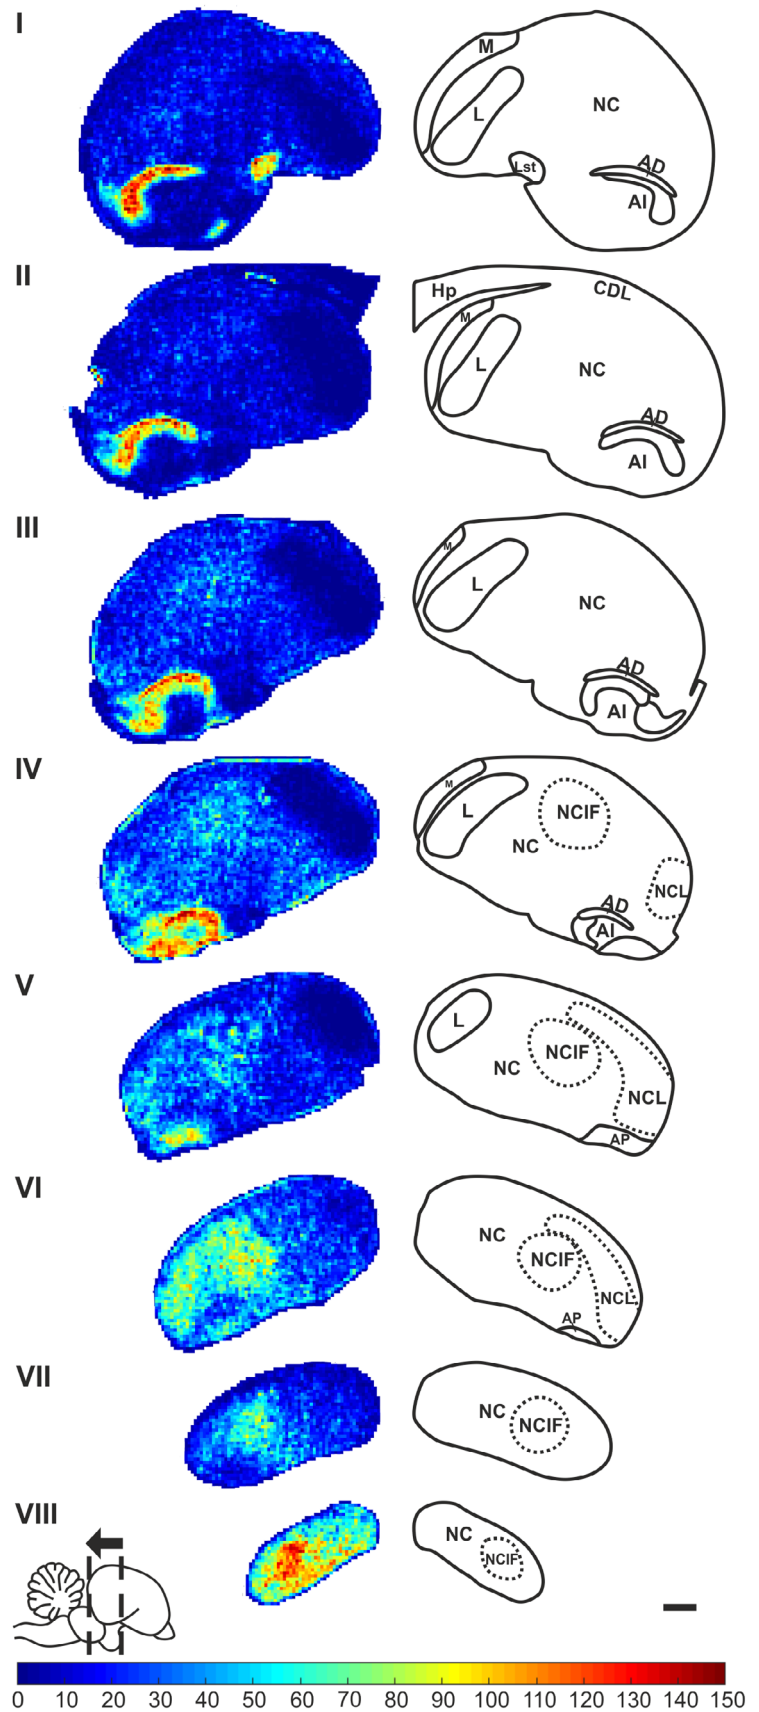 I
M
L
NC
Lst
AD
AI
II
Hp
CDL
M
L
NC
AD
AI
III
M
L
NC
AD
AI
IV
M
L
NCIF
NC
NCL
AD
AI
V
L
NCIF
NC
NCL
AP
VI
NC
NCIF
NCL
AP
VII
NC
NCIF
VIII
NC
NCIF
0 10 20 30 40 50 60 70 80 90 100 110 120 130 140 150